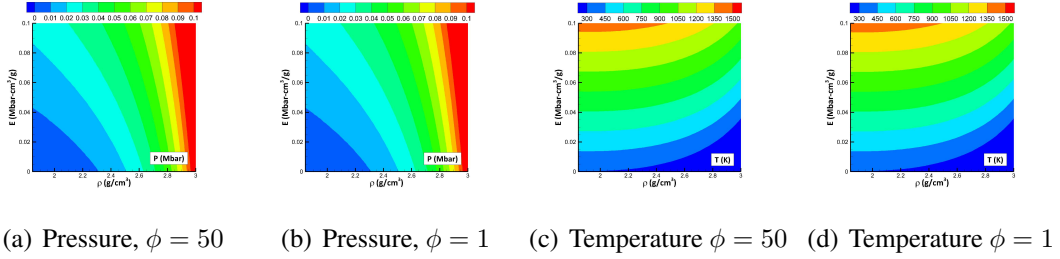 0 0.01 0.03 0.04 0.05 0.07 0.08 0.1 0.1
0 0.01 0.03 0.04 0.05 0.07 0.08 0.1 0.1
300 450 600 750 900 1050 1200 1350 1500
300 450 600 750 900 1050 1200 1350 1500
E (Mbar-cm³/g)
0.1
0.08
0.06
0.04
0.02
0
P (Mbar)
2 2.2 2.4 2.6 2.8 3
ρ (g/cm³)
E (Mbar-cm³/g)
0.1
0.08
0.06
0.04
0.02
0
P (Mbar)
2 2.2 2.4 2.6 2.8 3
ρ (g/cm³)
E (Mbar-cm³/g)
0.1
0.08
0.06
0.04
0.02
0
T (K)
2 2.2 2.4 2.6 2.8 3
ρ (g/cm³)
E (Mbar-cm³/g)
0.1
0.08
0.06
0.04
0.02
0
T (K)
2 2.2 2.4 2.6 2.8 3
ρ (g/cm³)
(a) Pressure, ϕ = 50
(b) Pressure, ϕ = 1
(c) Temperature ϕ = 50
(d) Temperature ϕ = 1